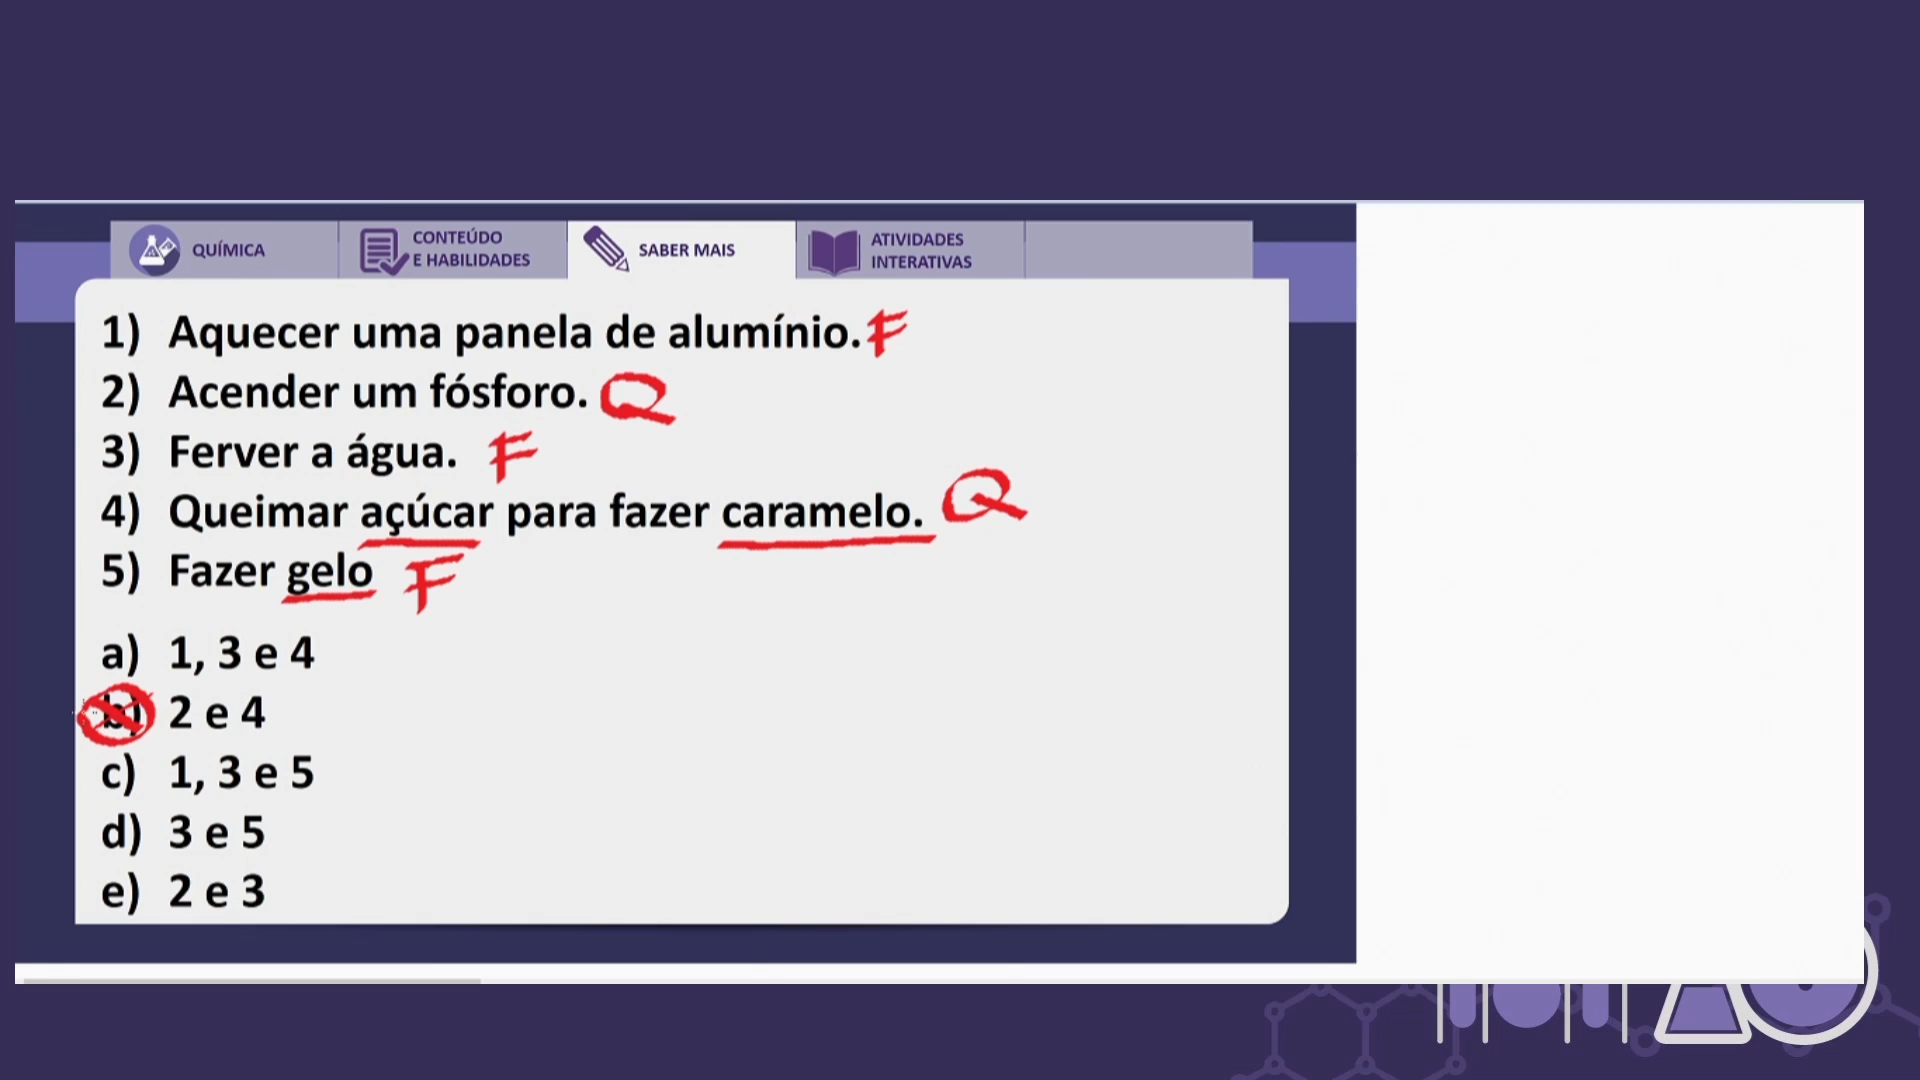 QUÍMICA
CONTEÚDO
E HABILIDADES
SABER MAIS
ATIVIDADES
INTERATIVAS
1) Aquecer uma panela de alumínio. F
2) Acender um fósforo. Q
3) Ferver a água. F
4) Queimar açúcar para fazer caramelo. Q
5) Fazer gelo F
a) 1, 3 e 4
b) 2 e 4
c) 1, 3 e 5
d) 3 e 5
e) 2 e 3